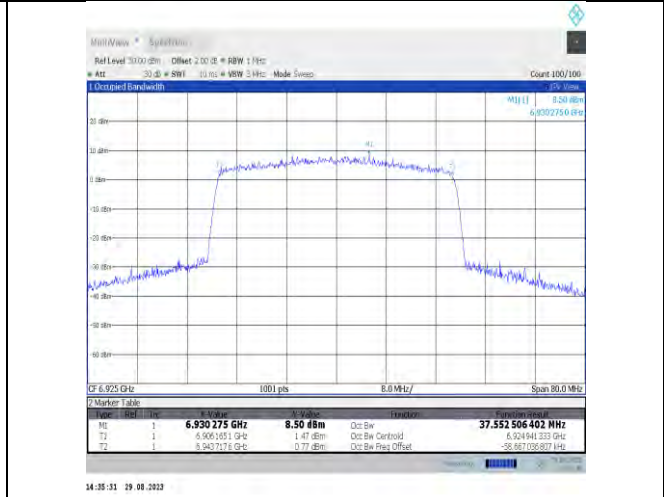 MultiView Spectrum
Ref Level 30.00 dBm Offset 2.00 dB RBW 1 MHz
Att 30 dB SWT 10 ms VBW 3 MHz Mode Sweep Count 100/100
1 Occupied Bandwidth 1Pk View
M1[1] 8.50 dBm
6.9302750 GHz
20 dBm
10 dBm
M1
0 dBm
-10 dBm
-20 dBm
-30 dBm
-40 dBm
-50 dBm
-60 dBm
CF 6.925 GHz 1001 pts 8.0 MHz/ Span 80.0 MHz
2 Marker Table
Type Ref Trc X-Value Y-Value Function Function Result
M1 1 6.930 275 GHz 8.50 dBm Occ Bw 37.552 506 402 MHz
T1 1 6.9061651 GHz 1.47 dBm Occ Bw Centroid 6.924 941 333 GHz
T2 1 6.9437176 GHz 0.77 dBm Occ Bw Freq Offset -58.667 036 807 kHz
14:35:31 29.08.2023